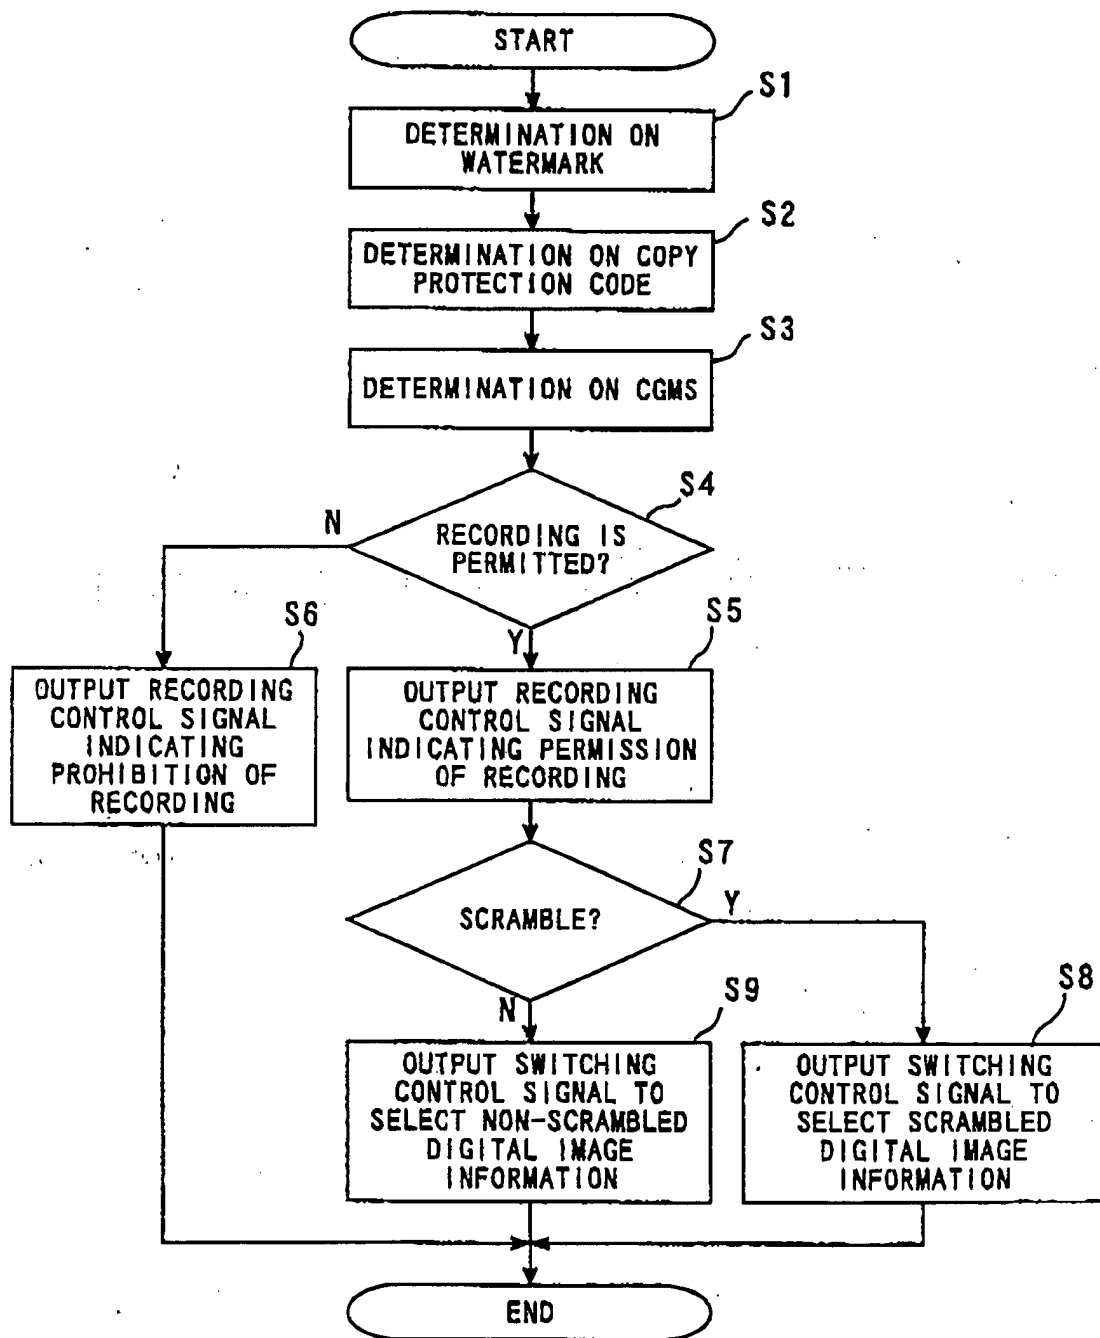 START
S1
DETERMINATION ON
WATERMARK
S2
DETERMINATION ON COPY
PROTECTION CODE
S3
DETERMINATION ON CGMS
S4
N
RECORDING IS
PERMITTED?
Y
S6
OUTPUT RECORDING
CONTROL SIGNAL
INDICATING
PROHIBITION OF
RECORDING
S5
OUTPUT RECORDING
CONTROL SIGNAL
INDICATING PERMISSION
OF RECORDING
S7
SCRAMBLE?
Y
N
S9
OUTPUT SWITCHING
CONTROL SIGNAL TO
SELECT NON-SCRAMBLED
DIGITAL IMAGE
INFORMATION
S8
OUTPUT SWITCHING
CONTROL SIGNAL TO
SELECT SCRAMBLED
DIGITAL IMAGE
INFORMATION
END